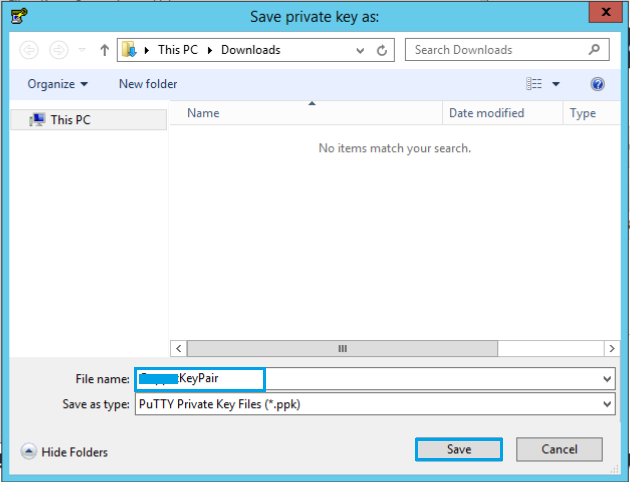 Save private key as:
This PC Downloads
Search Downloads
Organize
New folder
This PC
Name
Date modified
Type
No items match your search.
File name: KeyPair
Save as type: PuTTY Private Key Files (*.ppk)
Hide Folders
Save
Cancel